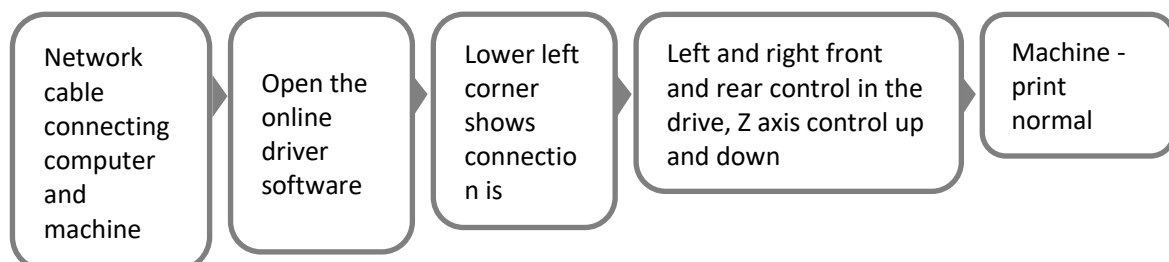 Network
cable
connecting
computer
and
machine
Open the
online
driver
software
Lower left
corner
shows
connectio
n is
Left and right front
and rear control in the
drive, Z axis control up
and down
Machine -
print
normal